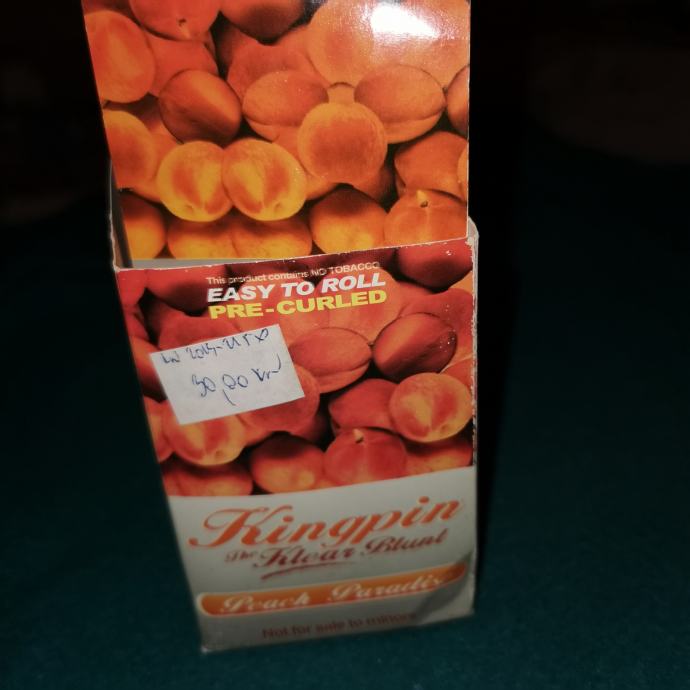 This product contains NO TOBACCO
EASY TO ROLL
PRE-CURLED
30,00 Kn
Kingpin
The Klear Blunt
Peach Paradise
Not for sale to minors